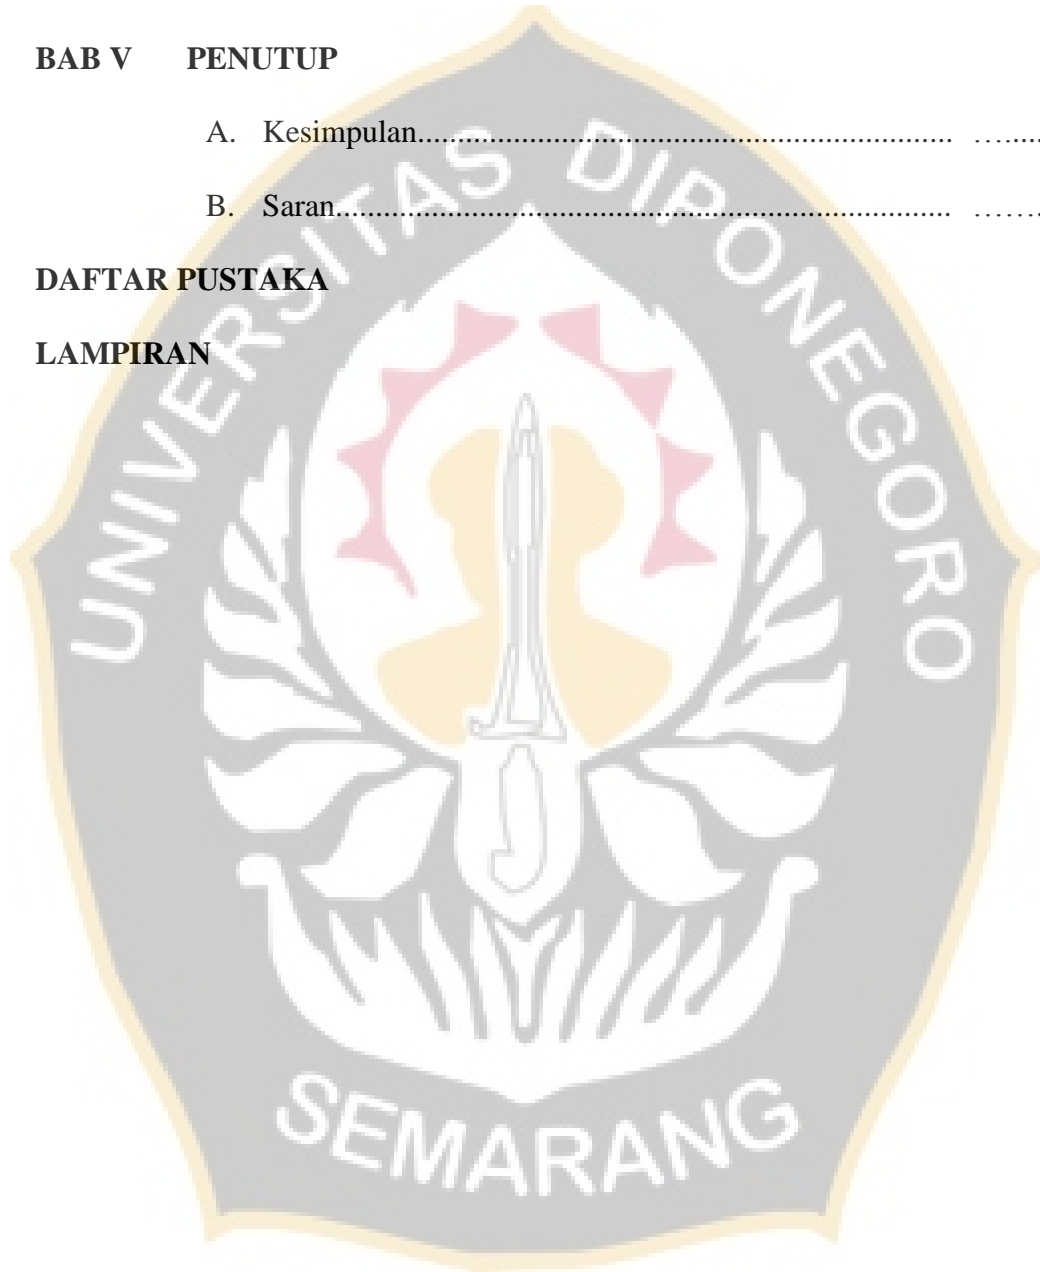 BAB V PENUTUP
A. Kesimpulan.................................................................... ….....
B. Saran.............................................................................. …….
DAFTAR PUSTAKA
LAMPIRAN
UNIVERSITAS DIPONEGORO
SEMARANG